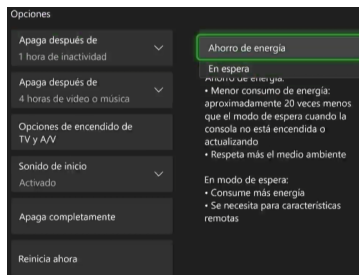 Opciones
Apaga después de
1 hora de inactividad
Apaga después de
4 horas de video o música
Opciones de encendido de
TV y A/V
Sonido de inicio
Activado
Apaga completamente
Reinicia ahora
Ahorro de energía
En espera
Ahorro de energía:
• Menor consumo de energía:
aproximadamente 20 veces menos
que el modo de espera cuando la
consola no está encendida o
actualizando
• Respeta más el medio ambiente
En modo de espera:
• Consume más energía
• Se necesita para características
remotas